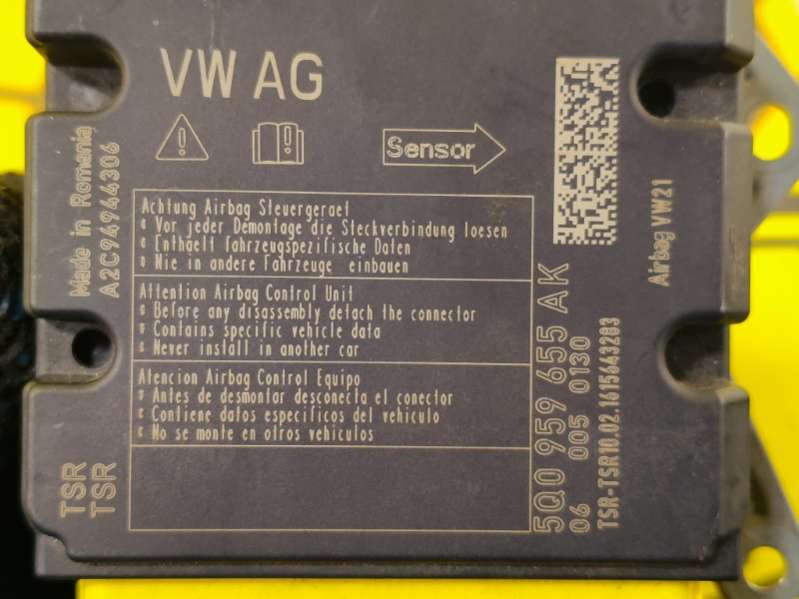 VW AG
Sensor
Made in Romania
A2C94944306
Achtung Airbag Steuergeraet
* Vor jeder Demontage die Steckverbindung loesen
* Enthaelt fahrzeugspezifische Daten
* Nie in andere Fahrzeuge einbauen
Attention Airbag Control Unit
* Before any disassembly detach the connector
* Contains specific vehicle data
* Never install in another car
Atencion Airbag Control Equipo
* Antes de desmontar desconecta el conector
* Contiene datos especificos del vehiculo
* No se monte en otros vehiculos
TSR
TSR
5Q0 959 655 AK
06 005 0130
TSR-TSR10.02.1615643203
Airbag VW21